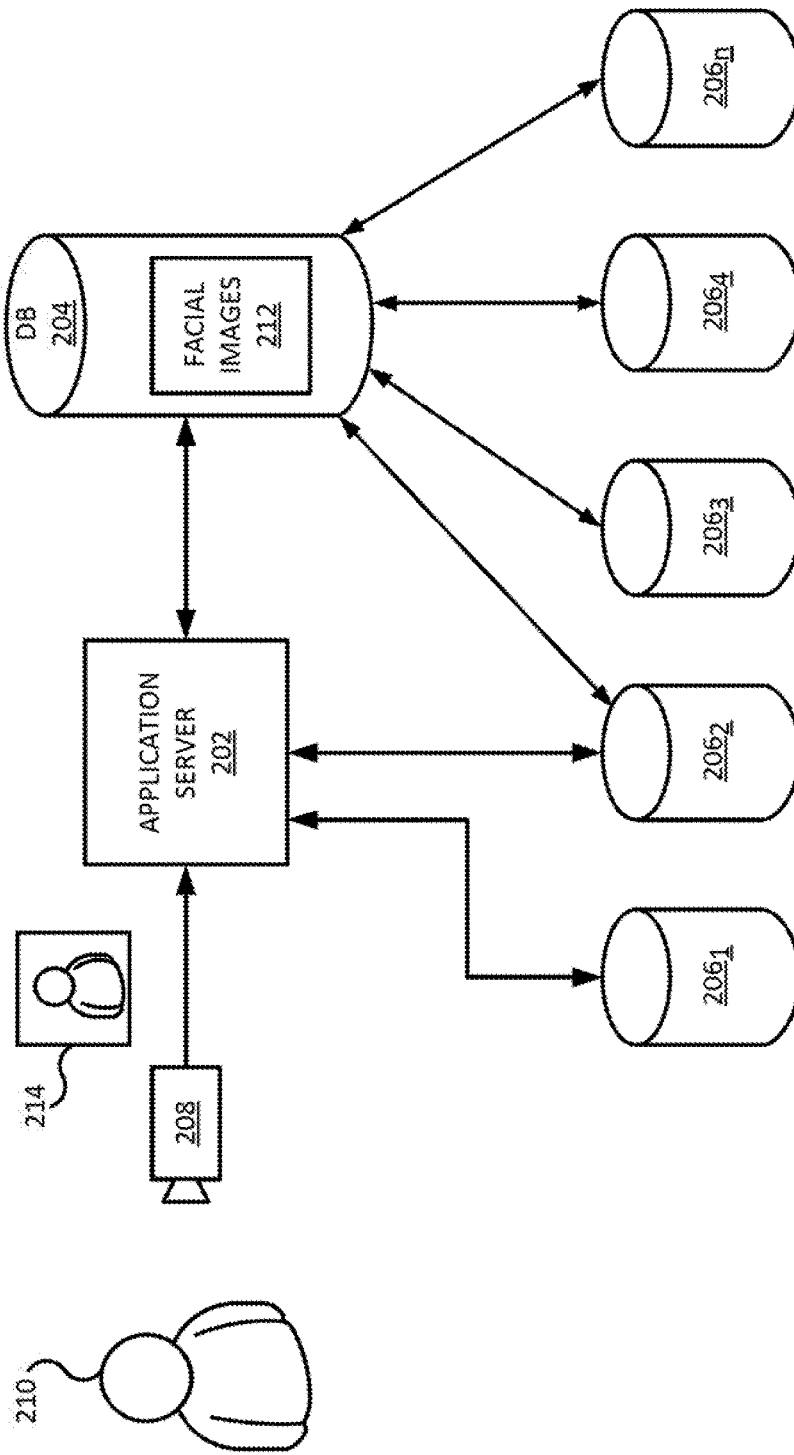 210
208
214
APPLICATION
SERVER
202
DB
204
FACIAL
IMAGES
212
206₁
206₂
206₃
206₄
206ₙ